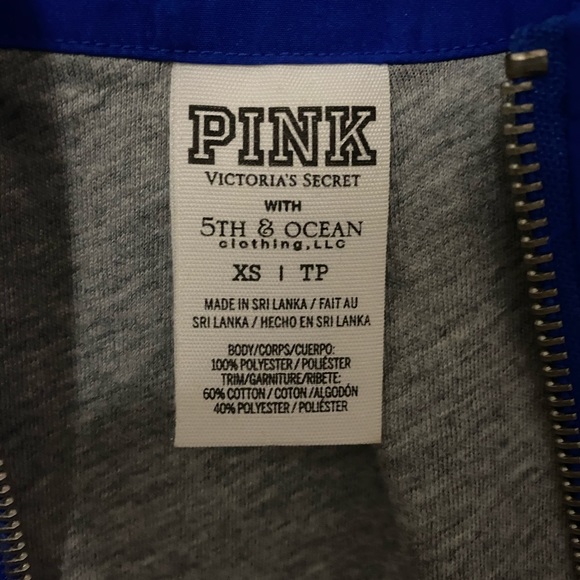 PINK
VICTORIA'S SECRET
WITH
5TH & OCEAN
clothing,LLC
XS | TP
MADE IN SRI LANKA / FAIT AU
SRI LANKA / HECHO EN SRI LANKA
BODY/CORPS/CUERPO:
100% POLYESTER / POLIÉSTER
TRIM/GARNITURE/RIBETE:
60% COTTON / COTON /ALGODÓN
40% POLYESTER / POLIÉSTER